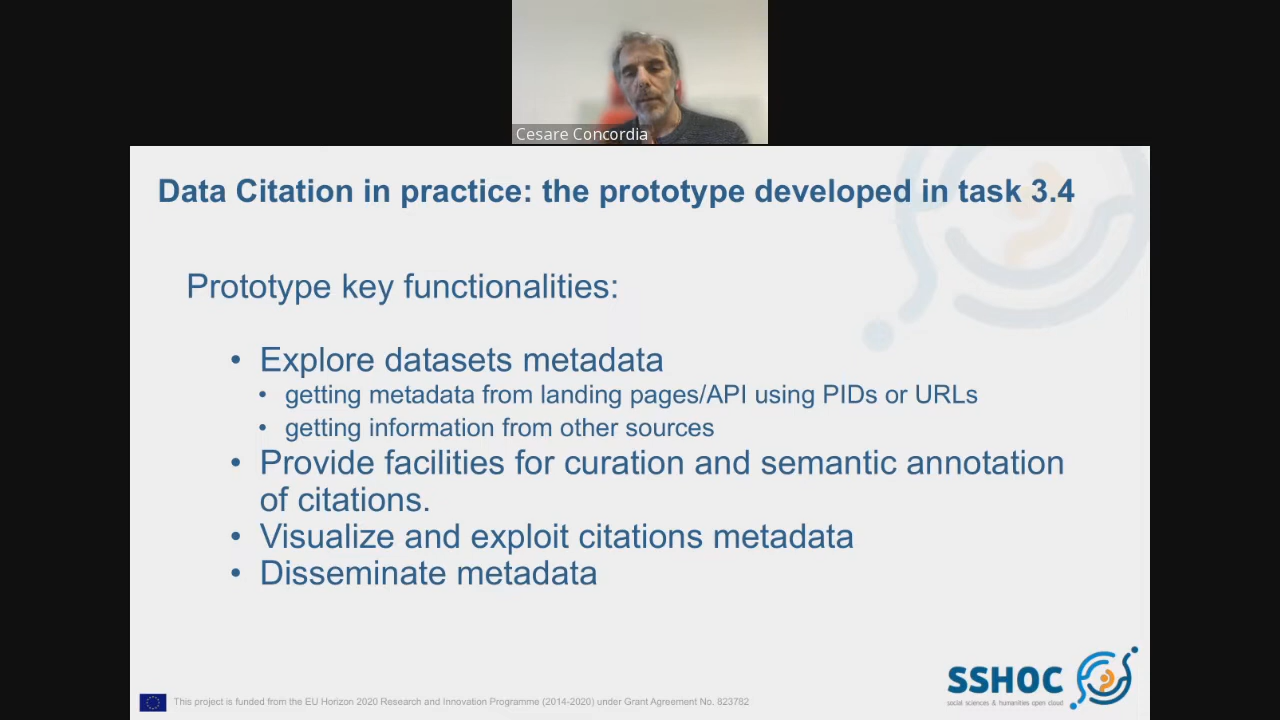 Cesare Concordia
Data Citation in practice: the prototype developed in task 3.4
Prototype key functionalities:
• Explore datasets metadata
• getting metadata from landing pages/API using PIDs or URLs
• getting information from other sources
• Provide facilities for curation and semantic annotation
of citations.
• Visualize and exploit citations metadata
• Disseminate metadata
SSHOC
social sciences & humanities open cloud
This project is funded from the EU Horizon 2020 Research and Innovation Programme (2014-2020) under Grant Agreement No. 823782